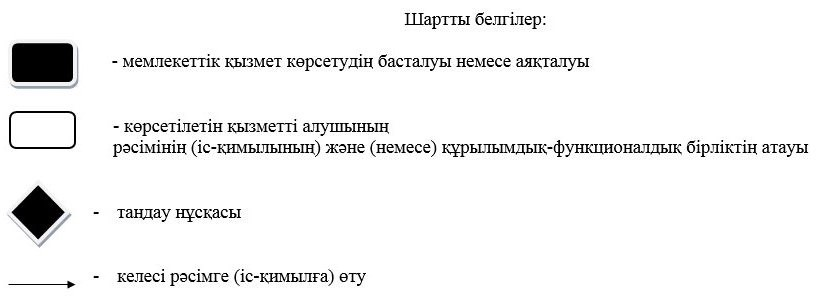 Шартты белгілер:
- мемлекеттік қызмет көрсетудің басталуы немесе аяқталуы
- көрсетілетін қызметті алушының
рәсімінің (іс-қимылының) және (немесе) құрылымдық-функционалдық бірліктің атауы
- таңдау нұсқасы
- келесі рәсімге (іс-қимылға) өту